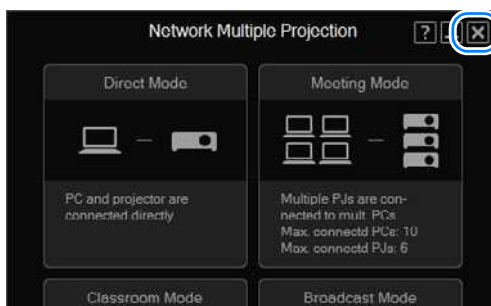 Network Multiple Projection
?
Direct Mode
Meeting Mode
PC and projector are
connected directly
Multiple PJs are con-
nected to mult. PCs
Max. connectd PCs: 10
Max. connectd PJs: 6
Classroom Mode
Broadcast Mode